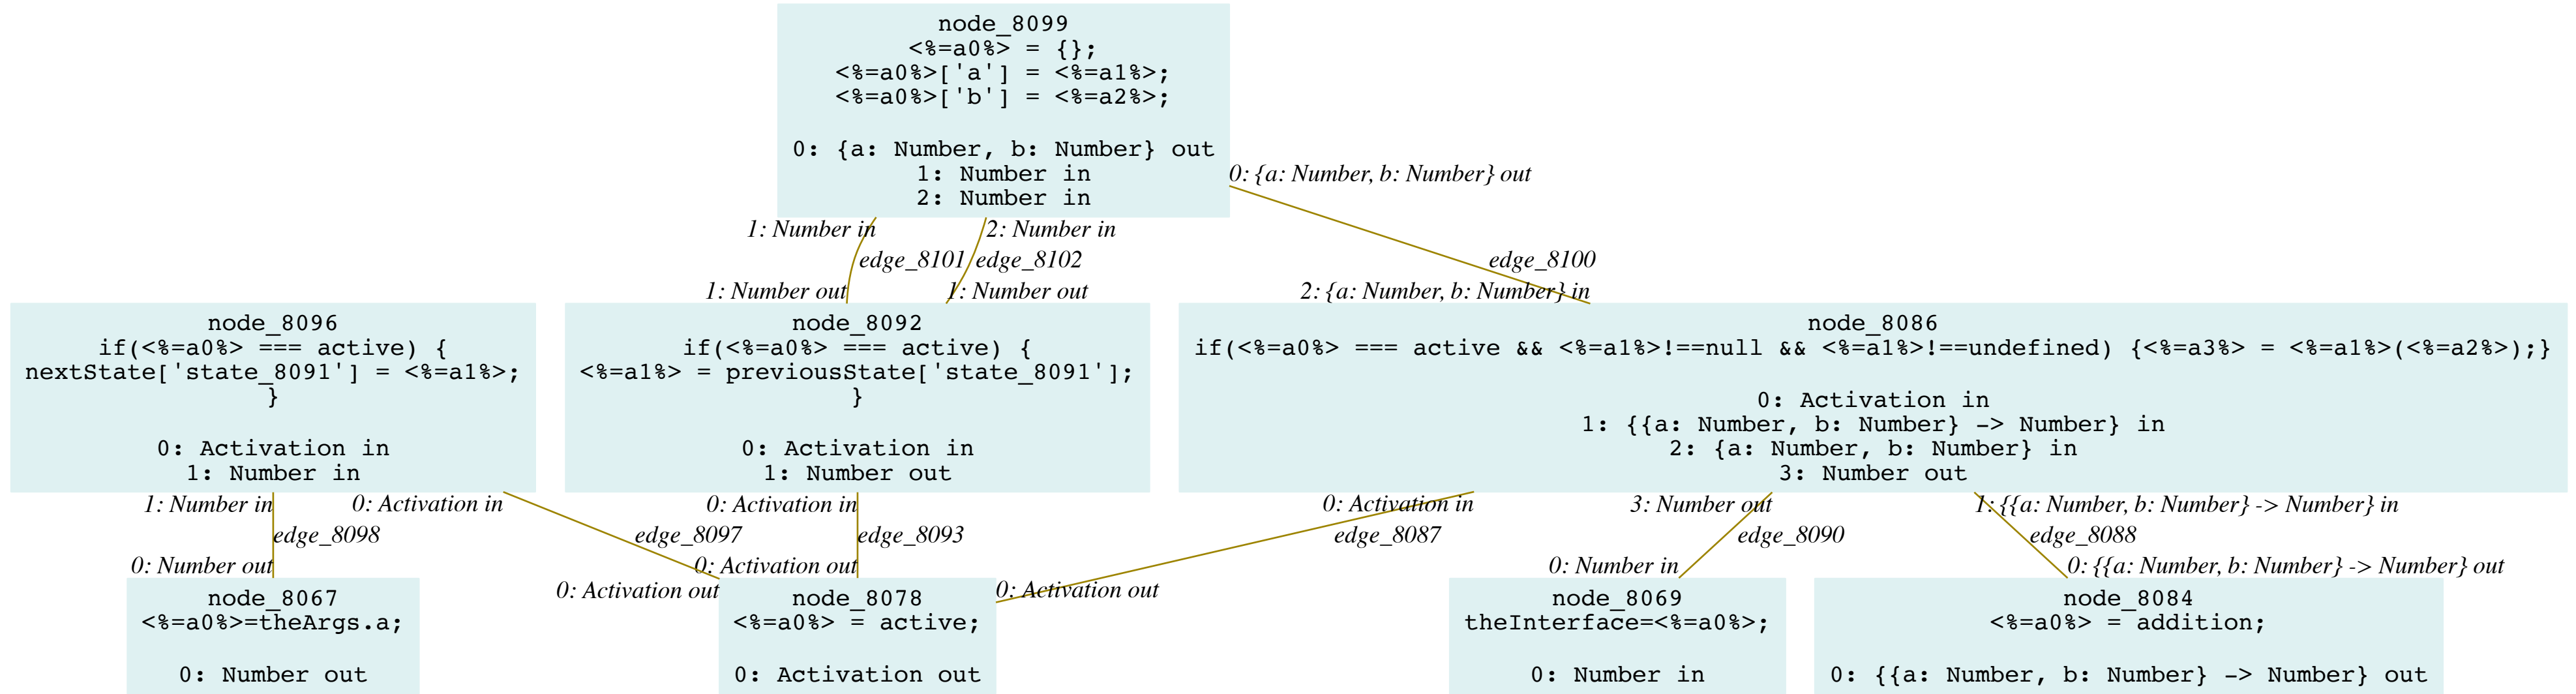 node_8099
<%=a0%> = {};
<%=a0%>['a'] = <%=a1%>;
<%=a0%>['b'] = <%=a2%>;
0: {a: Number, b: Number} out
1: Number in
2: Number in
0: {a: Number, b: Number} out
1: Number in
2: Number in
edge_8101
edge_8102
edge_8100
1: Number out
1: Number out
2: {a: Number, b: Number} in
node_8096
if(<%=a0%> === active) {
nextState['state_8091'] = <%=a1%>;
}
0: Activation in
1: Number in
node_8092
if(<%=a0%> === active) {
<%=a1%> = previousState['state_8091'];
}
0: Activation in
1: Number out
node_8086
if(<%=a0%> === active && <%=a1%>!==null && <%=a1%>!==undefined) {<%=a3%> = <%=a1%>(<%=a2%>);}
0: Activation in
1: {{a: Number, b: Number} -> Number} in
2: {a: Number, b: Number} in
3: Number out
1: Number in
0: Activation in
0: Activation in
0: Activation in
3: Number out
1: {{a: Number, b: Number} -> Number} in
edge_8098
edge_8097
edge_8093
edge_8087
edge_8090
edge_8088
0: Number out
0: Activation out
0: Activation out
0: Activation out
0: Number in
0: {{a: Number, b: Number} -> Number} out
node_8067
<%=a0%>=theArgs.a;
0: Number out
node_8078
<%=a0%> = active;
0: Activation out
node_8069
theInterface=<%=a0%>;
0: Number in
node_8084
<%=a0%> = addition;
0: {{a: Number, b: Number} -> Number} out